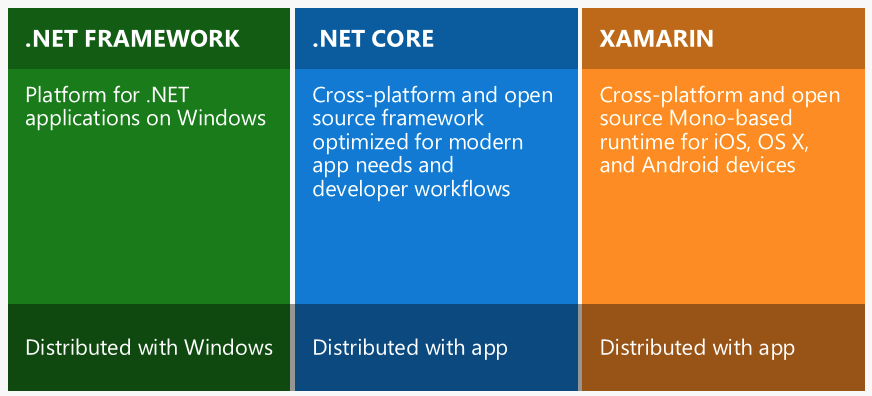 .NET FRAMEWORK
Platform for .NET
applications on Windows
Distributed with Windows
.NET CORE
Cross-platform and open
source framework
optimized for modern
app needs and
developer workflows
Distributed with app
XAMARIN
Cross-platform and open
source Mono-based
runtime for iOS, OS X,
and Android devices
Distributed with app